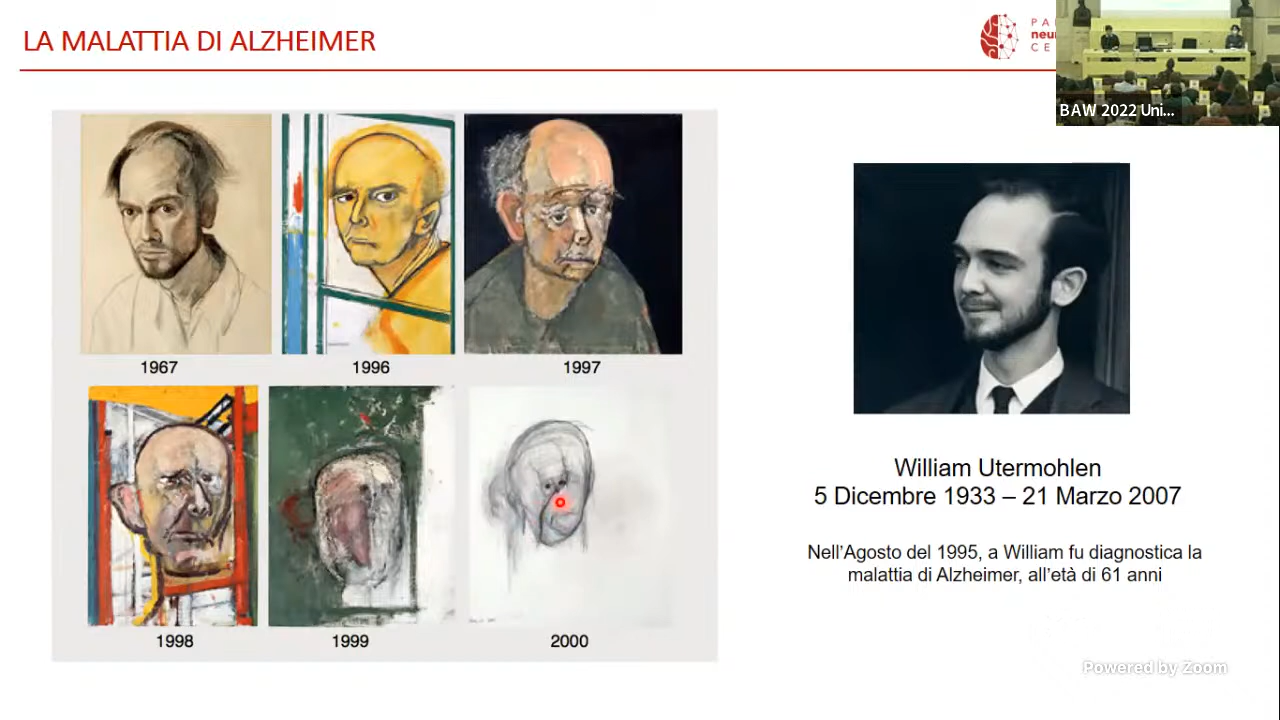 LA MALATTIA DI ALZHEIMER
BAW 2022 Uni...
1967
1996
1997
1998
1999
2000
William Utermohlen
5 Dicembre 1933 – 21 Marzo 2007
Nell'Agosto del 1995, a William fu diagnostica la
malattia di Alzheimer, all'età di 61 anni
Powered by Zoom